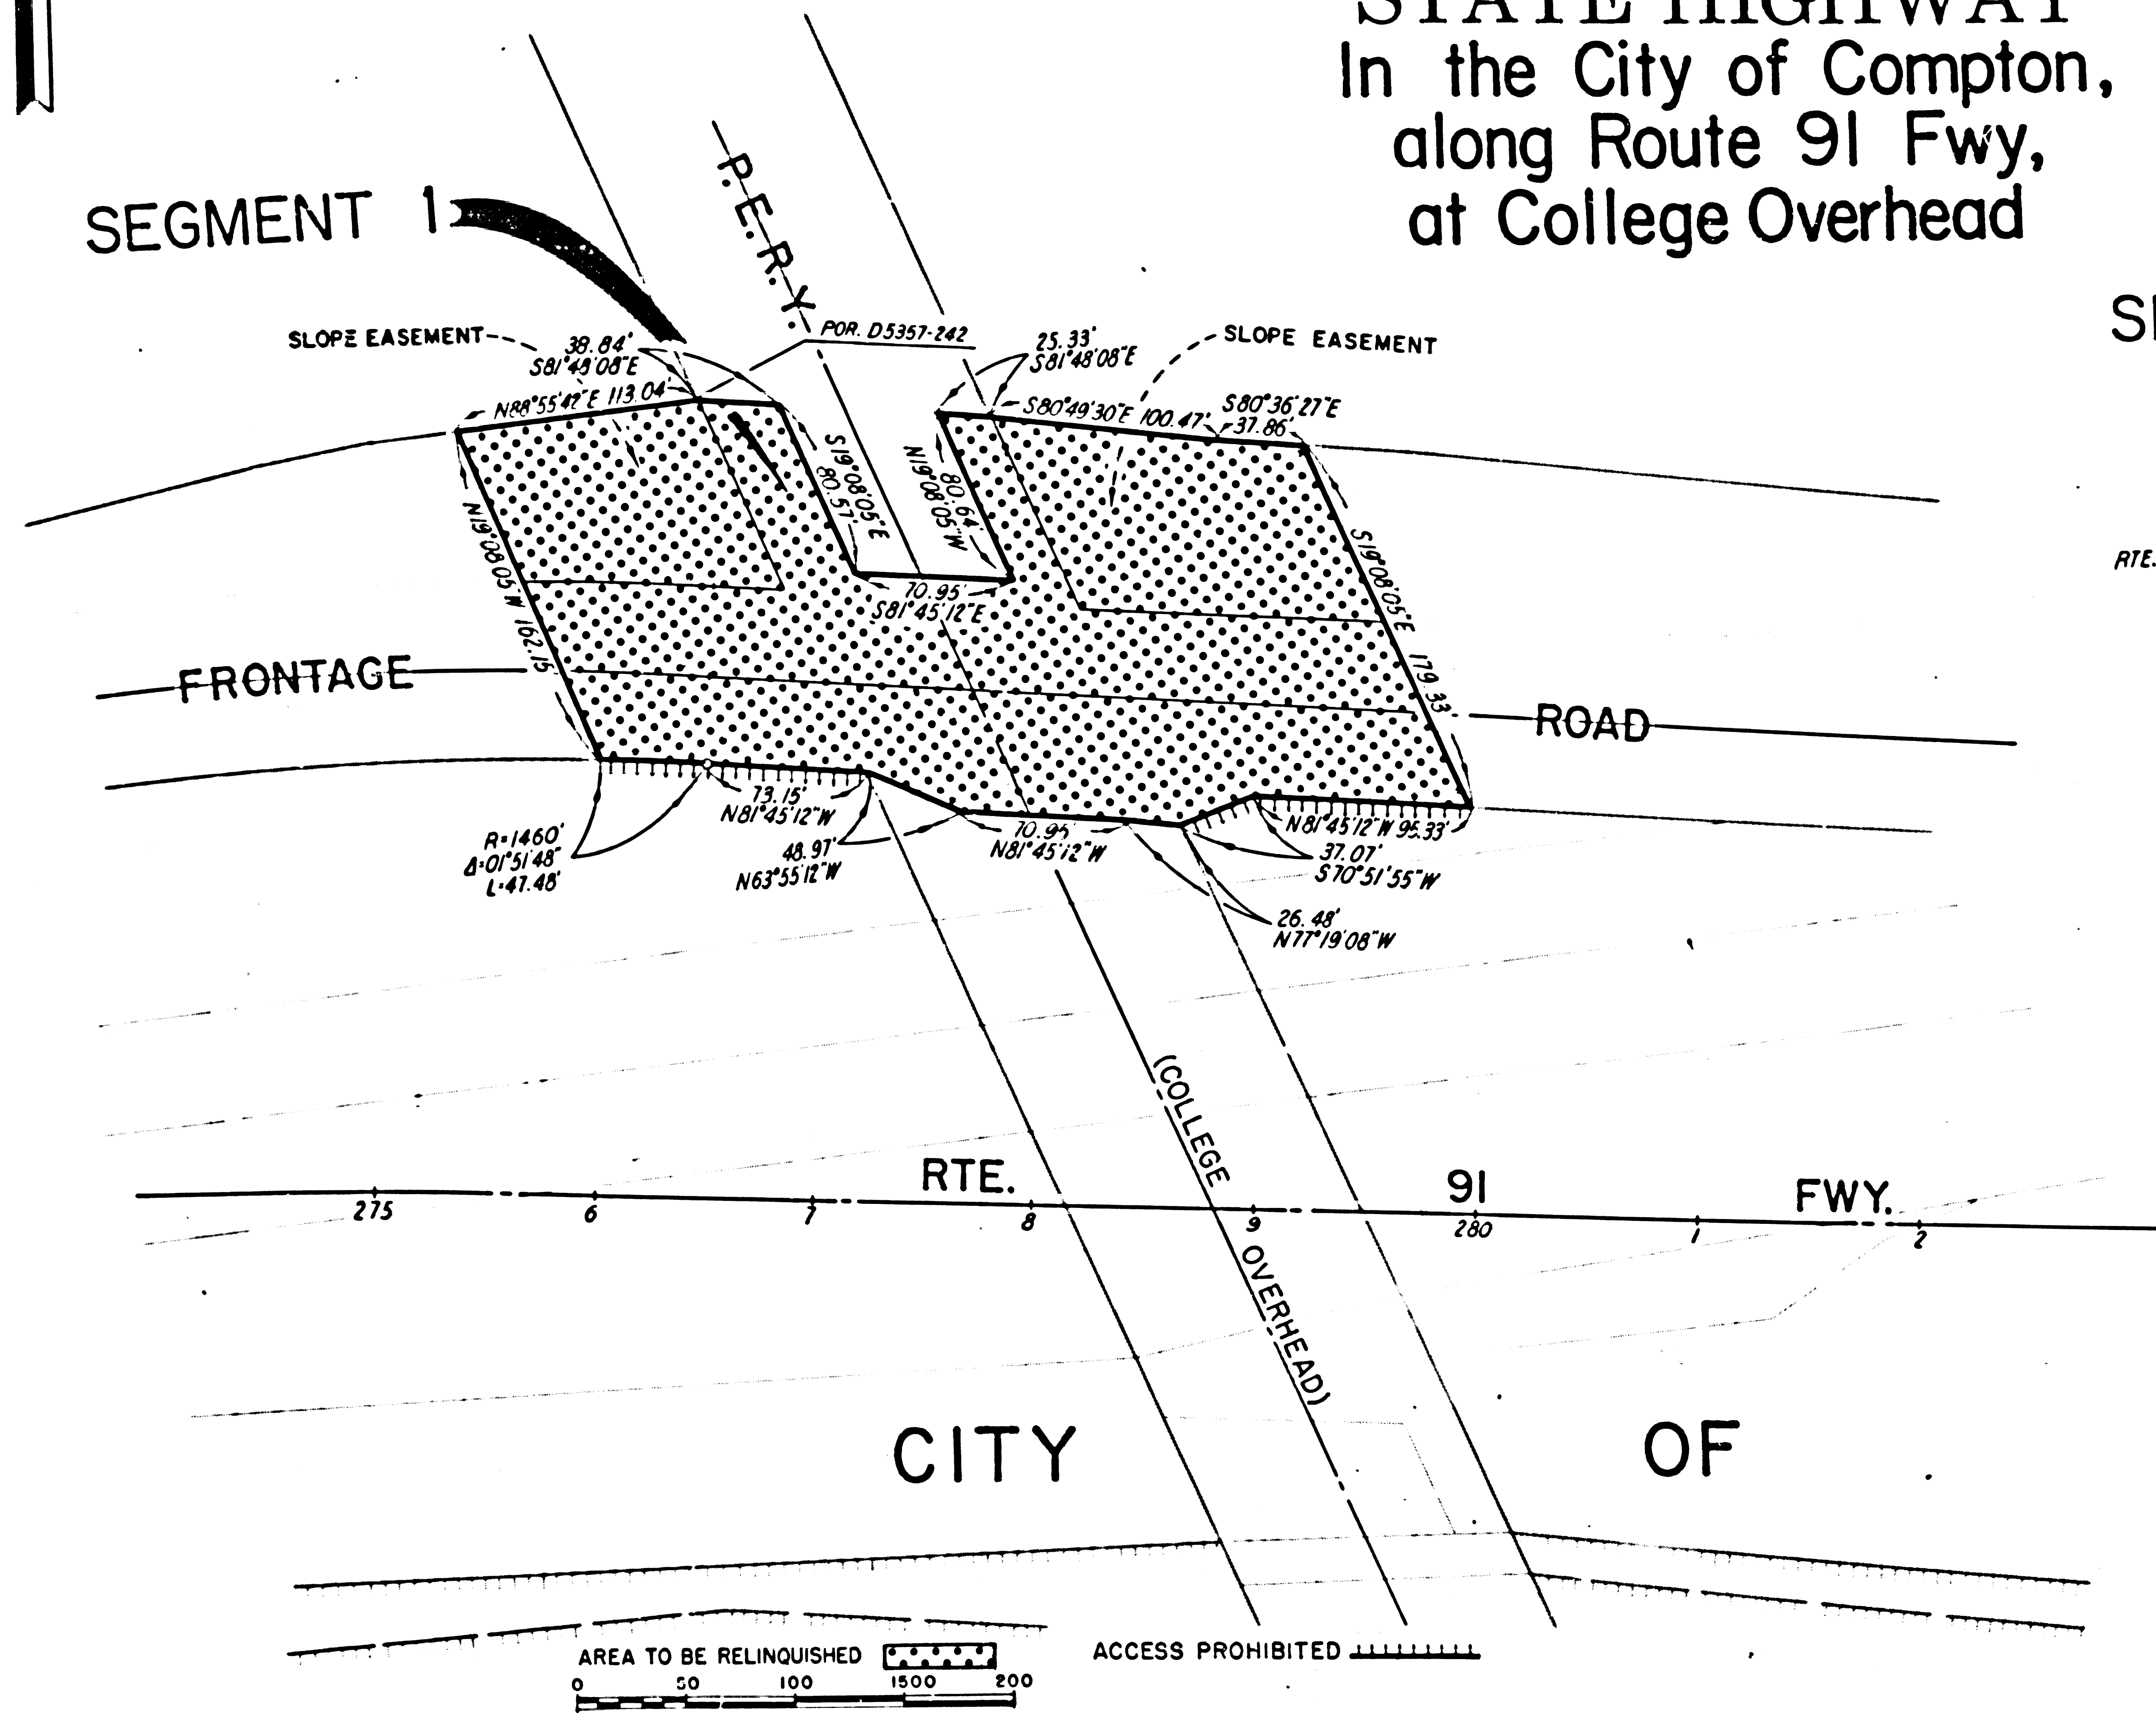 STATE HIGHWAY
In the City of Compton,
along Route 91 Fwy,
at College Overhead
SEGMENT 1
P.E.R.Y.
POR. D5357-242
SLOPE EASEMENT
38.84'
S81°48'08"E
N88°55'42"E 113.04'
25.33'
S81°48'08"E
SLOPE EASEMENT
S80°49'30"E 100.47'
S80°36'27"E
37.86'
S19°08'05"E
80.57'
80.64'
N19°08'05"W
70.95'
S81°45'12"E
N19°08'05"W 162.15'
S19°08'05"E 179.33'
RTE.
FRONTAGE
ROAD
73.15'
N81°45'12"W
R=1460'
Δ=01°51'48"
L=47.48'
48.97'
N63°55'12"W
70.95'
N81°45'12"W
N81°45'12"W 95.33'
37.07'
S70°51'55"W
26.48'
N77°19'08"W
(COLLEGE OVERHEAD)
RTE. 91 FWY.
275 6 7 8 9 280 1 2
CITY OF
AREA TO BE RELINQUISHED
ACCESS PROHIBITED
0 50 100 1500 200